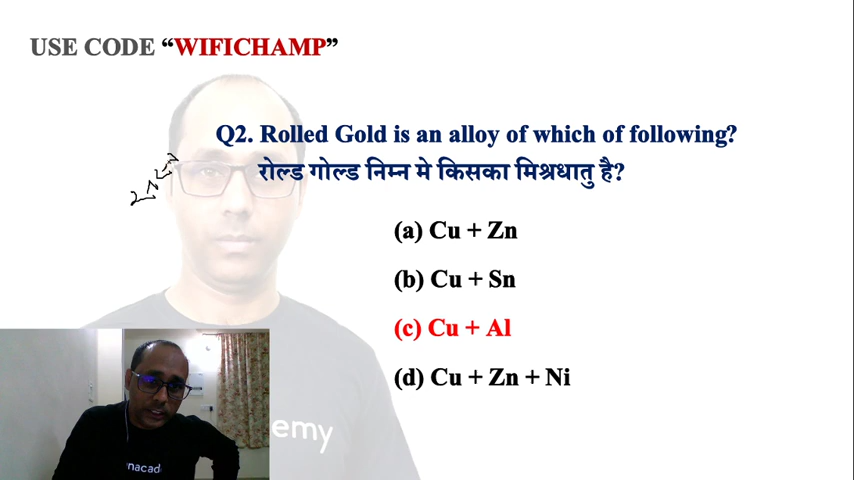 USE CODE “WIFICHAMP”
Q2. Rolled Gold is an alloy of which of following?
रोल्ड गोल्ड निम्न मे किसका मिश्रधातु है?
(a) Cu + Zn
(b) Cu + Sn
(c) Cu + Al
(d) Cu + Zn + Ni
emy
nacad